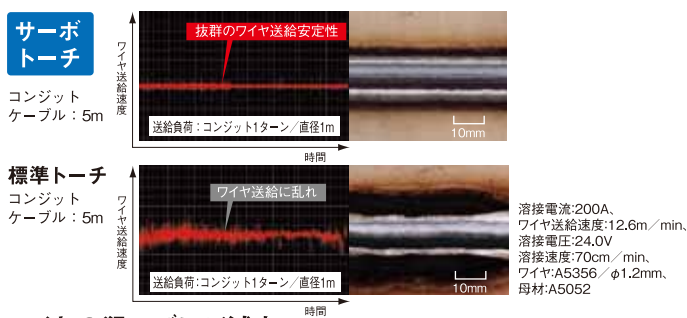 サーボ
トーチ
コンジット
ケーブル：5m
ワイヤ送給速度
抜群のワイヤ送給安定性
送給負荷：コンジット1ターン／直径1m
時間
10mm
標準トーチ
コンジット
ケーブル：5m
ワイヤ送給速度
ワイヤ送給に乱れ
送給負荷：コンジット1ターン／直径1m
時間
10mm
溶接電流:200A、
ワイヤ送給速度:12.6m／min、
溶接電圧:24.0V
溶接速度:70cm/min、
ワイヤ:A5356／φ1.2mm、
母材:A5052